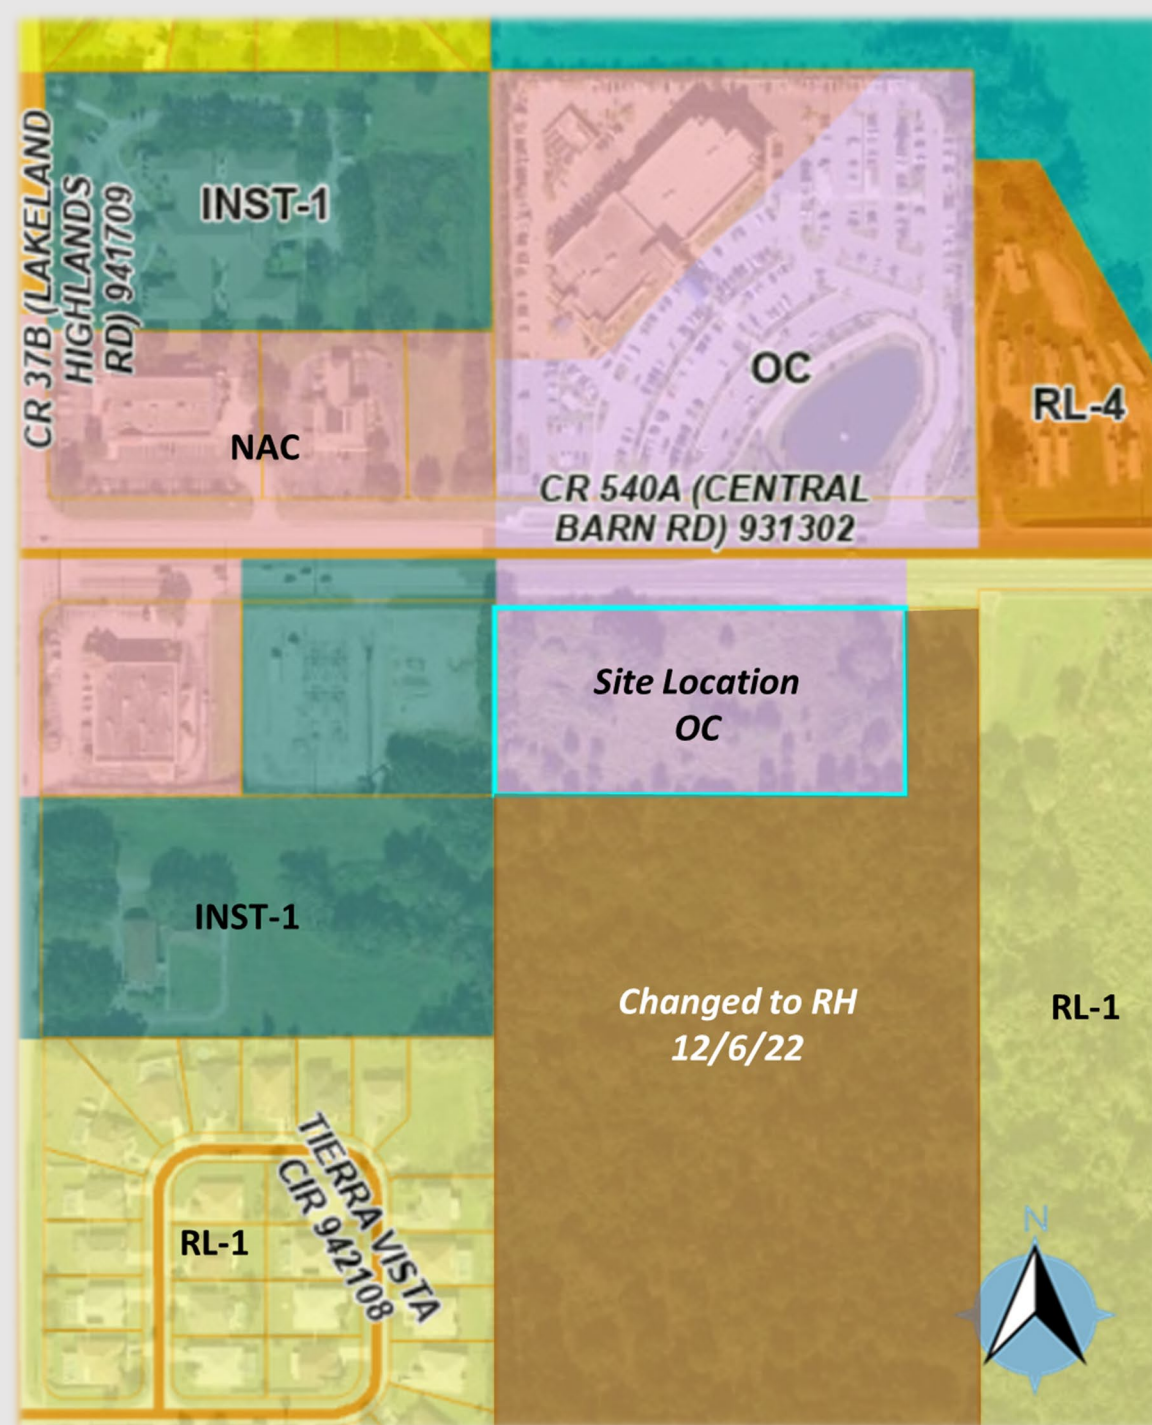 INST-1
CR 37B (LAKELAND
HIGHLANDS
RD) 941709
OC
RL-4
NAC
CR 540A (CENTRAL
BARN RD) 931302
Site Location
OC
INST-1
Changed to RH
12/6/22
RL-1
TIERRA VISTA
CIR 942108
RL-1
N